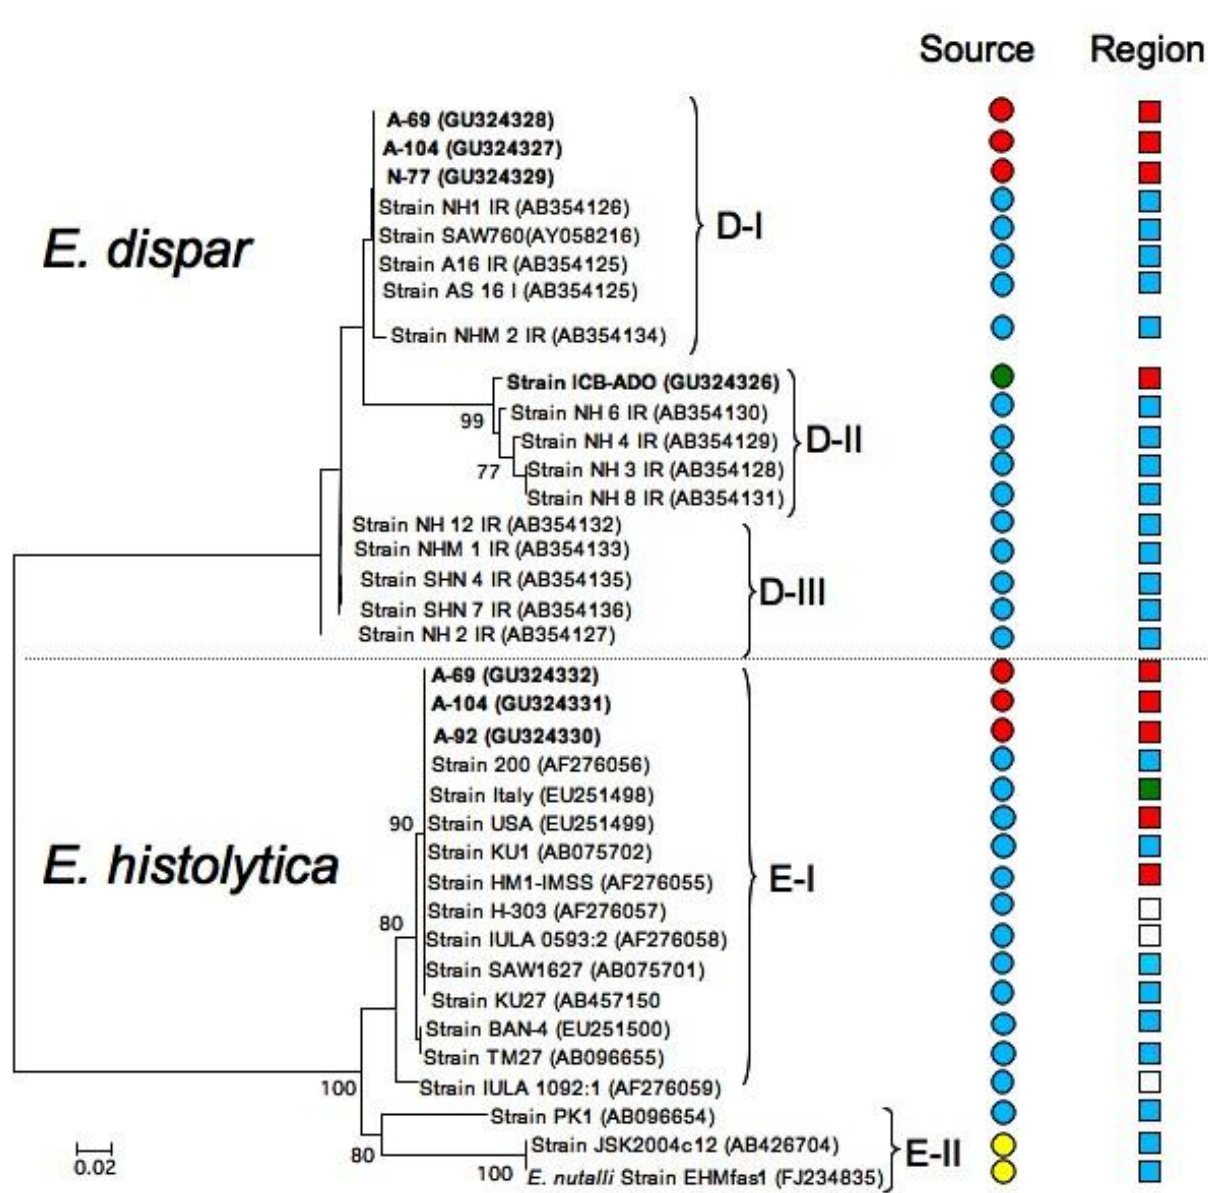 Source Region
A-69 (GU324328)
A-104 (GU324327)
N-77 (GU324329)
Strain NH1 IR (AB354126)
E. dispar
Strain SAW760(AY058216)
D-I
Strain A16 IR (AB354125)
Strain AS 16 I (AB354125)
Strain NHM 2 IR (AB354134)
Strain ICB-ADO (GU324326)
99
Strain NH 6 IR (AB354130)
Strain NH 4 IR (AB354129)
D-II
77
Strain NH 3 IR (AB354128)
Strain NH 8 IR (AB354131)
Strain NH 12 IR (AB354132)
Strain NHM 1 IR (AB354133)
Strain SHN 4 IR (AB354135)
D-III
Strain SHN 7 IR (AB354136)
Strain NH 2 IR (AB354127)
A-69 (GU324332)
A-104 (GU324331)
A-92 (GU324330)
Strain 200 (AF276056)
Strain Italy (EU251498)
90
Strain USA (EU251499)
Strain KU1 (AB075702)
E. histolytica
Strain HM1-IMSS (AF276055)
E-I
Strain H-303 (AF276057)
80
Strain IULA 0593:2 (AF276058)
Strain SAW1627 (AB075701)
Strain KU27 (AB457150
Strain BAN-4 (EU251500)
Strain TM27 (AB096655)
100
Strain IULA 1092:1 (AF276059)
Strain PK1 (AB096654)
Strain JSK2004c12 (AB426704)
E-II
0.02
80
100
E. nutalli Strain EHMfas1 (FJ234835)